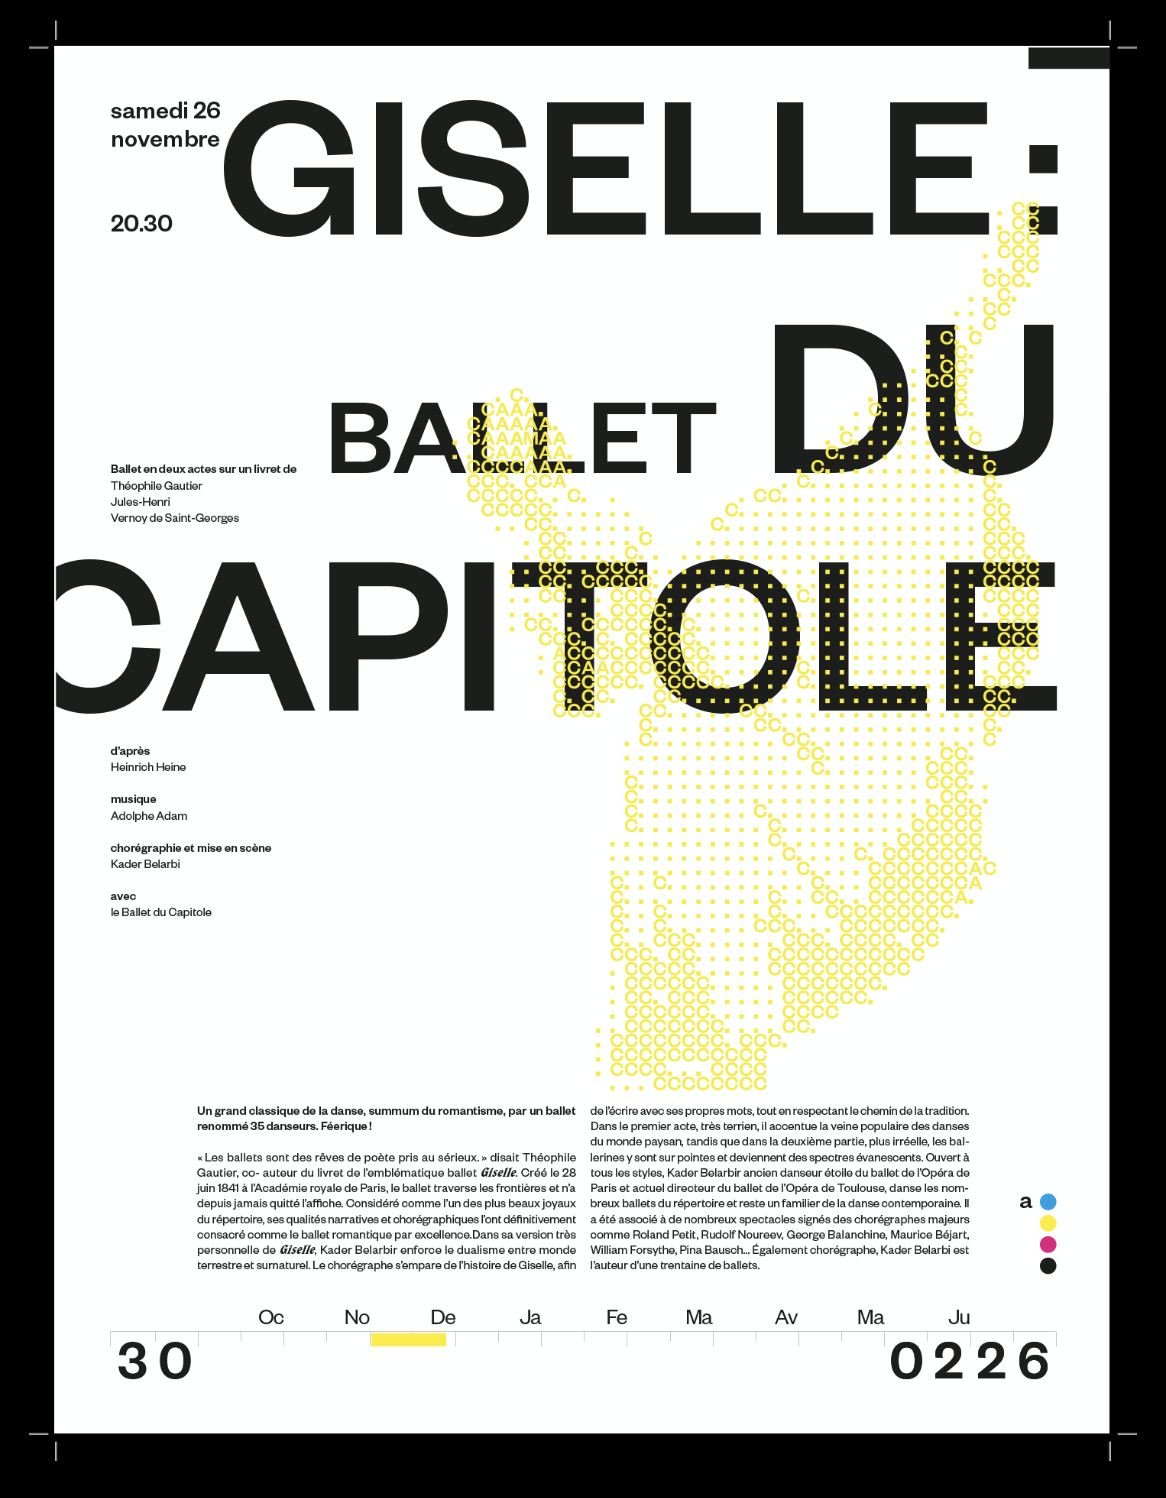 samedi 26
novembre
20.30
GISELLE :
BALLET DU
CAPITOLE
Ballet en deux actes sur un livret de
Théophile Gautier
Jules-Henri
Vernoy de Saint-Georges
d'après
Heinrich Heine
musique
Adolphe Adam
chorégraphie et mise en scène
Kader Belarbi
avec
le Ballet du Capitole
Un grand classique de la danse, summum du romantisme, par un ballet
renommé 35 danseurs. Féerique !
« Les ballets sont des rêves de poète pris au sérieux. » disait Théophile
Gautier, co- auteur du livret de l'emblématique ballet Giselle. Créé le 28
juin 1841 à l'Académie royale de Paris, le ballet traverse les frontières et n'a
depuis jamais quitté l'affiche. Considéré comme l'un des plus beaux joyaux
du répertoire, ses qualités narratives et chorégraphiques l'ont définitivement
consacré comme le ballet romantique par excellence.Dans sa version très
personnelle de Giselle, Kader Belarbir enforce le dualisme entre monde
terrestre et surnaturel. Le chorégraphe s'empare de l'histoire de Giselle, afin
de l'écrire avec ses propres mots, tout en respectant le chemin de la tradition.
Dans le premier acte, très terrien, il accentue la veine populaire des danses
du monde paysan, tandis que dans la deuxième partie, plus irréelle, les bal-
lerines y sont sur pointes et deviennent des spectres évanescents. Ouvert à
tous les styles, Kader Belarbir ancien danseur étoile du ballet de l'Opéra de
Paris et actuel directeur du ballet de l'Opéra de Toulouse, danse les nom-
breux ballets du répertoire et reste un familier de la danse contemporaine. Il
a été associé à de nombreux spectacles signés des chorégraphes majeurs
comme Roland Petit, Rudolf Noureev, George Balanchine, Maurice Béjart,
William Forsythe, Pina Bausch... Également chorégraphe, Kader Belarbi est
l'auteur d'une trentaine de ballets.
a
Oc No De Ja Fe Ma Av Ma Ju
30 0226